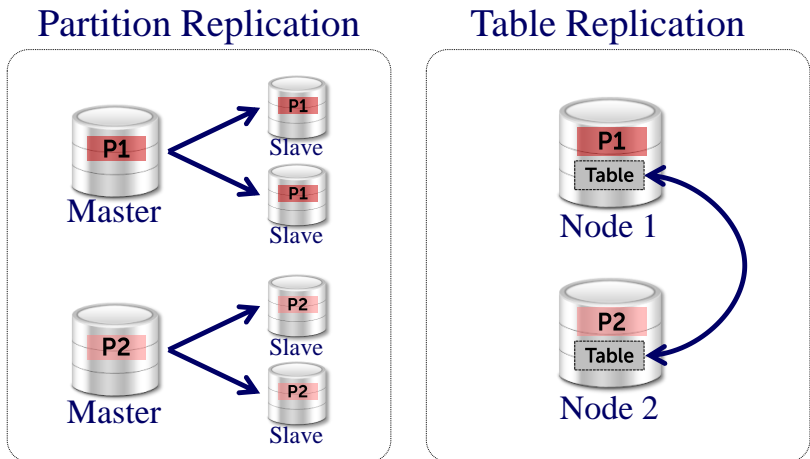 Partition Replication
P1
Master
P1
Slave
P1
Slave
P2
Master
P2
Slave
P2
Slave
Table Replication
P1
Table
Node 1
P2
Table
Node 2